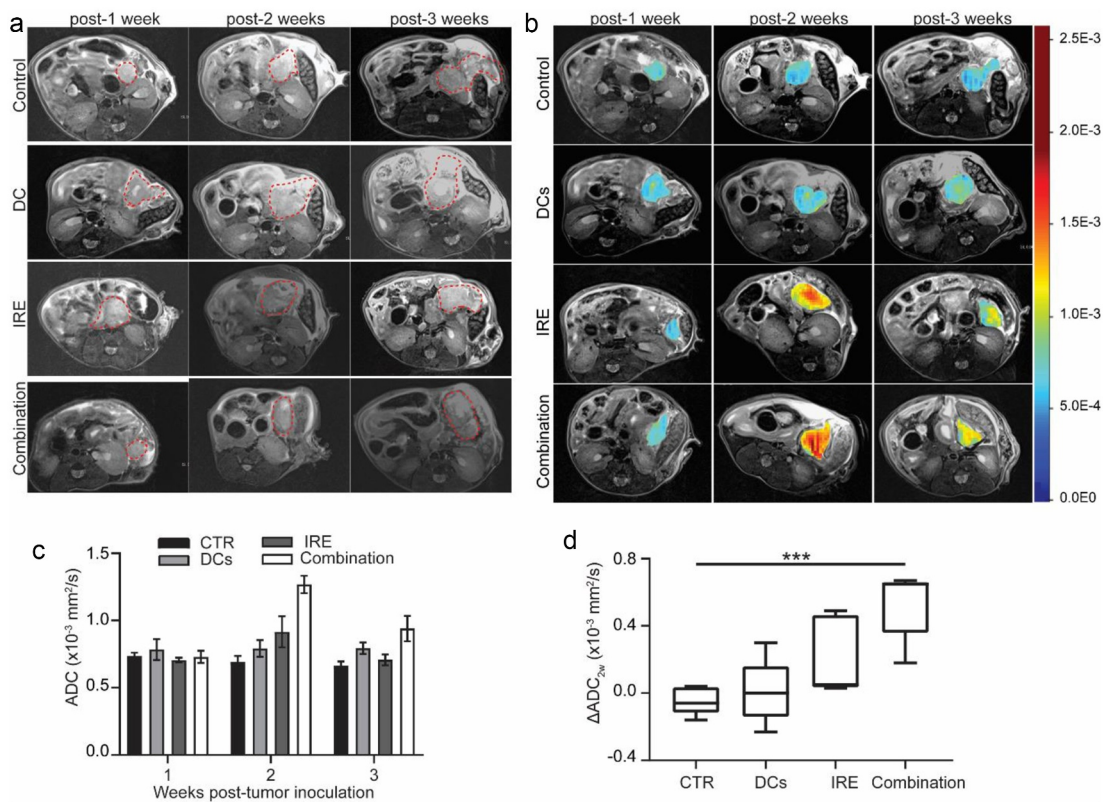 a
post-1 week
post-2 weeks
post-3 weeks
Control
DC
IRE
Combination
b
post-1 week
post-2 weeks
post-3 weeks
Control
DCs
IRE
Combination
2.5E-3
2.0E-3
1.5E-3
1.0E-3
5.0E-4
0.0E0
c
CTR
IRE
DCs
Combination
ADC (x10⁻³ mm²/s)
1.5
1.0
0.5
0.0
1 2 3
Weeks post-tumor inoculation
d
***
ΔADC₂w (x10⁻³ mm²/s)
0.8
0.4
0.0
-0.4
CTR DCs IRE Combination